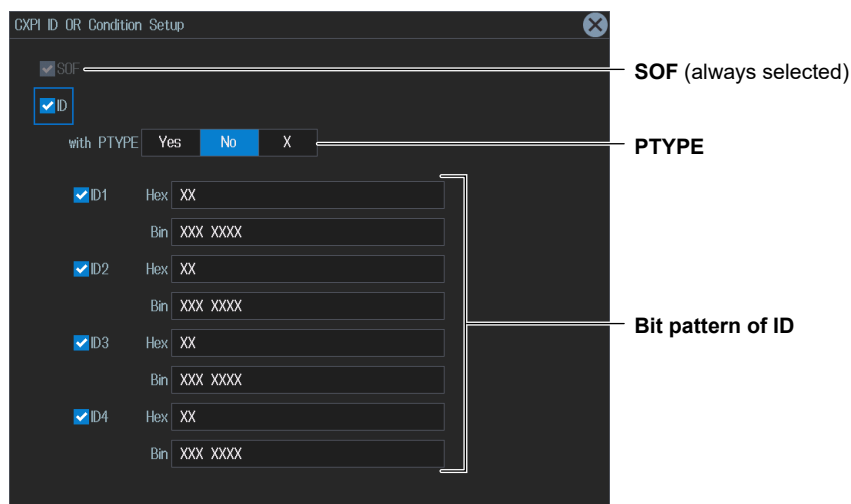 CXPI ID OR Condition Setup
SOF
SOF (always selected)
ID
with PTYPE Yes No X
PTYPE
ID1 Hex XX
Bin XXX XXXX
ID2 Hex XX
Bin XXX XXXX
Bit pattern of ID
ID3 Hex XX
Bin XXX XXXX
ID4 Hex XX
Bin XXX XXXX